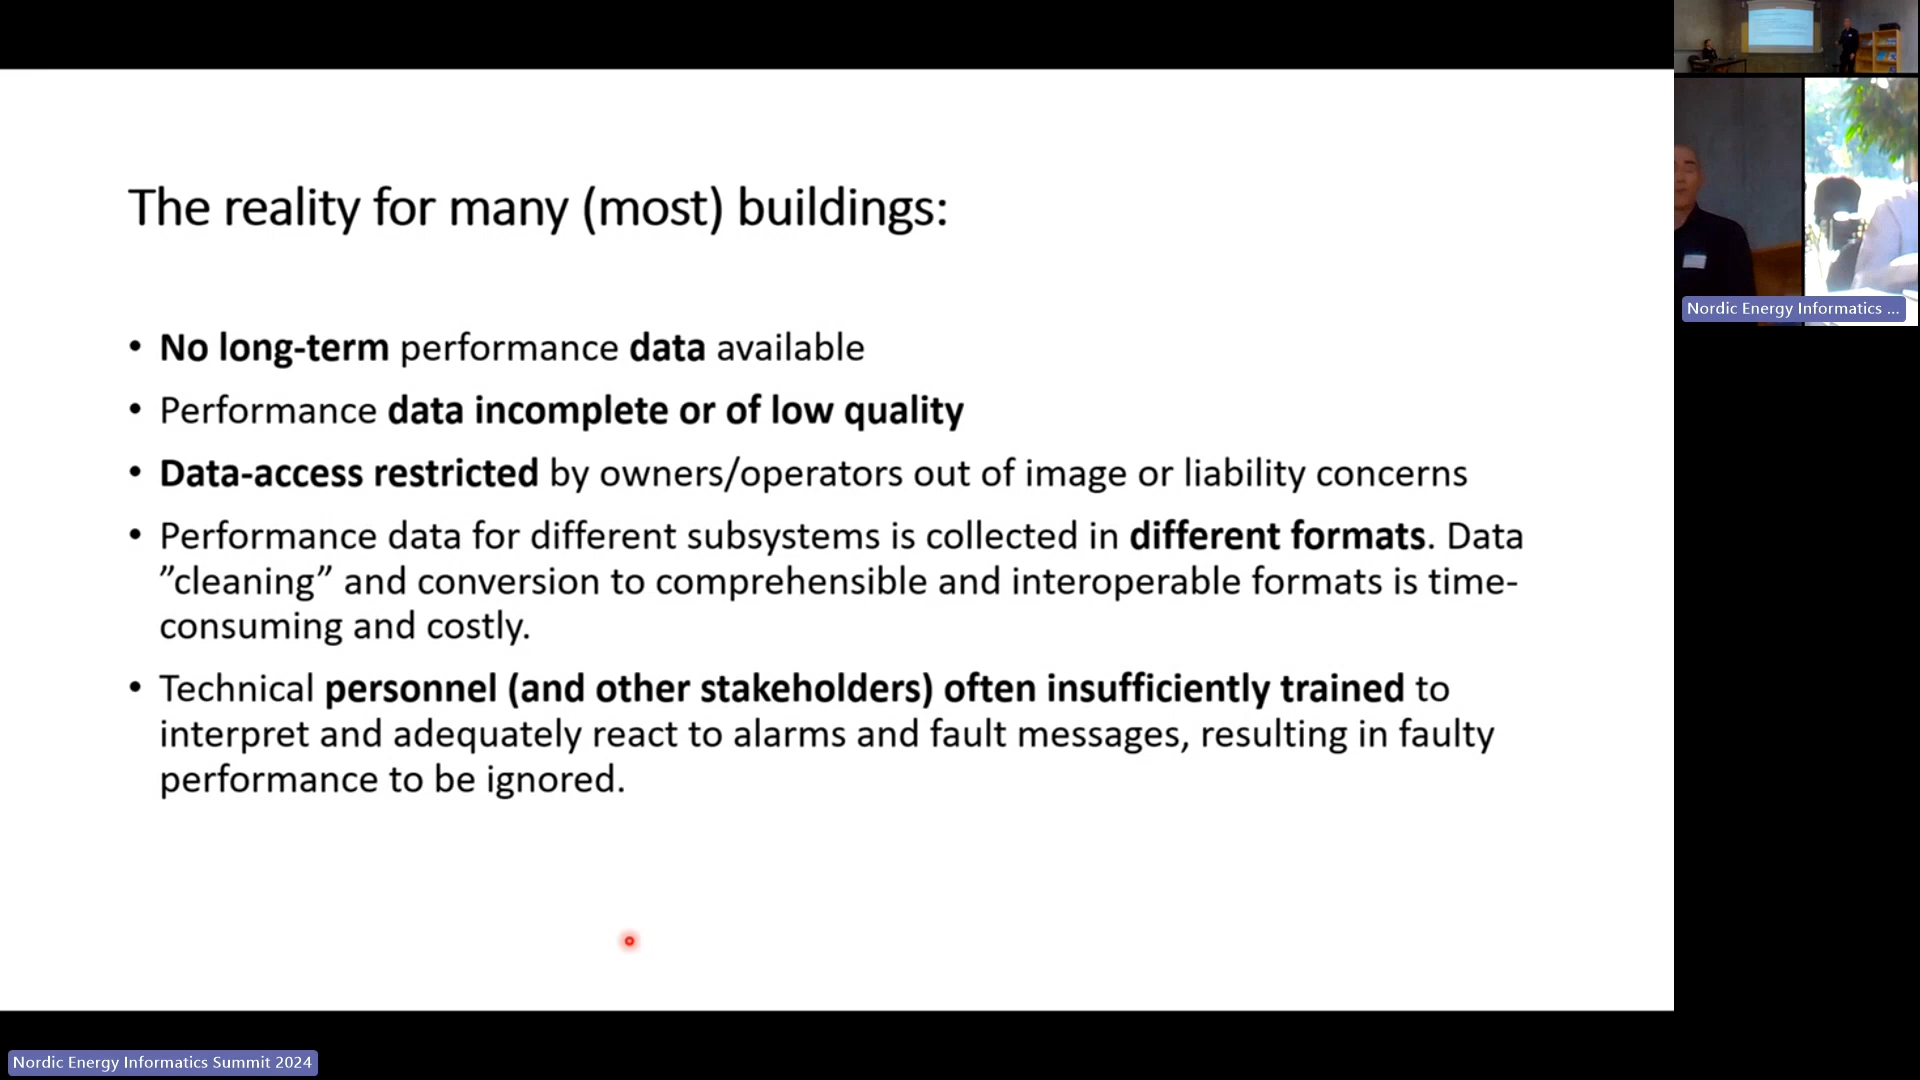 The reality for many (most) buildings:
• No long-term performance data available
• Performance data incomplete or of low quality
• Data-access restricted by owners/operators out of image or liability concerns
• Performance data for different subsystems is collected in different formats. Data
”cleaning” and conversion to comprehensible and interoperable formats is time-
consuming and costly.
• Technical personnel (and other stakeholders) often insufficiently trained to
interpret and adequately react to alarms and fault messages, resulting in faulty
performance to be ignored.
Nordic Energy Informatics ...
Nordic Energy Informatics Summit 2024